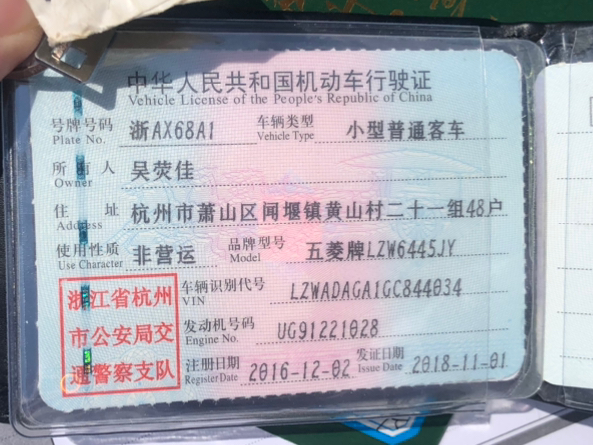 中华人民共和国机动车行驶证
Vehicle License of the People's Republic of China
号牌号码 浙AX68A1 车辆类型 小型普通客车
Plate No. Vehicle Type
所有人 吴荧佳
Owner
住址 杭州市萧山区闻堰镇黄山村二十一组48户
Address
使用性质 非营运 品牌型号 五菱牌LZW6445JY
Use Character Model
浙江省杭州
市公安局交
通警察支队
车辆识别代号 LZWADAGA1GC844034
VIN
发动机号码 UG91221028
Engine No.
注册日期 2016-12-02 发证日期 2018-11-01
Register Date Issue Date